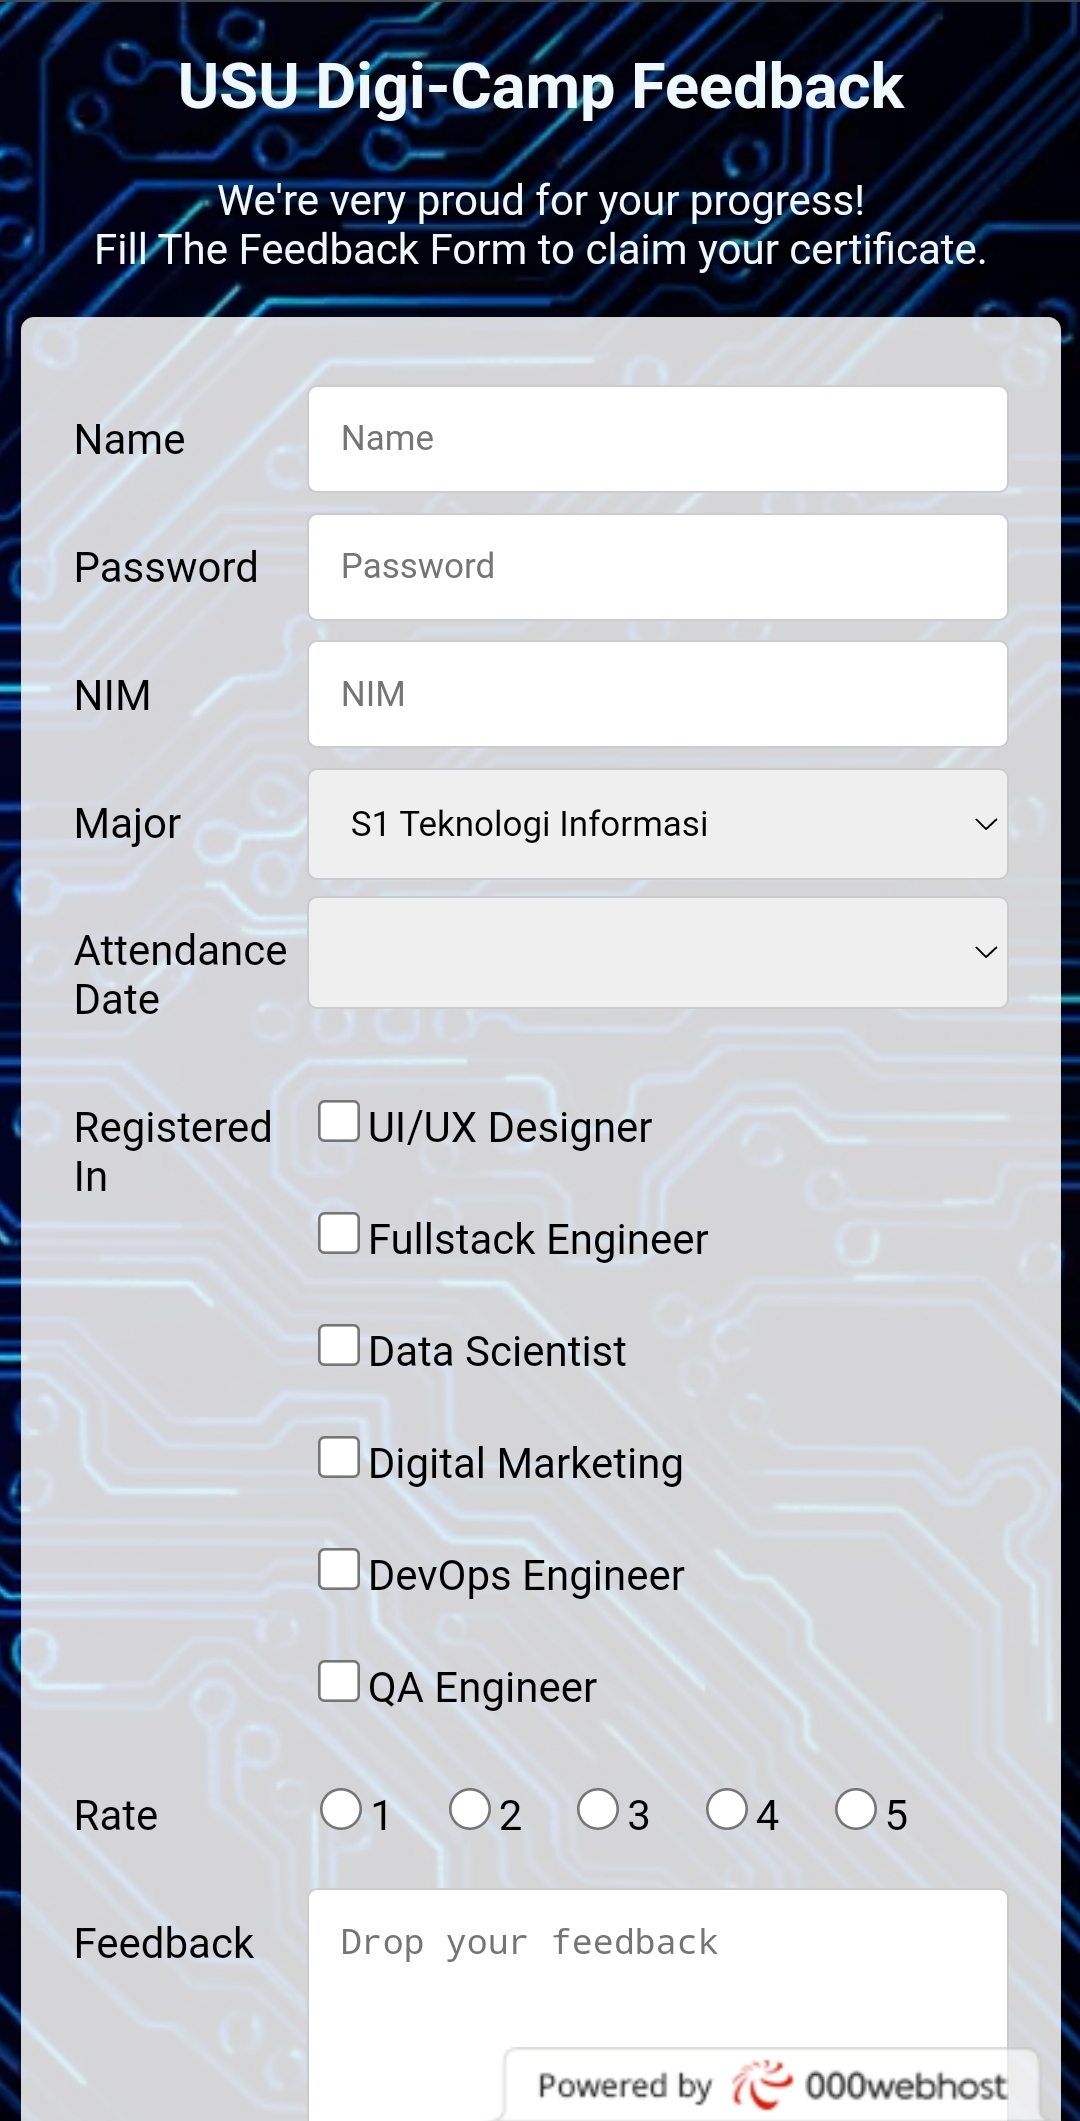 USU Digi-Camp Feedback
We're very proud for your progress!
Fill The Feedback Form to claim your certificate.
Name
Name
Password
Password
NIM
NIM
Major
S1 Teknologi Informasi
Attendance
Date
Registered
In
UI/UX Designer
Fullstack Engineer
Data Scientist
Digital Marketing
DevOps Engineer
QA Engineer
Rate
1 2 3 4 5
Feedback
Drop your feedback
Powered by 000webhost